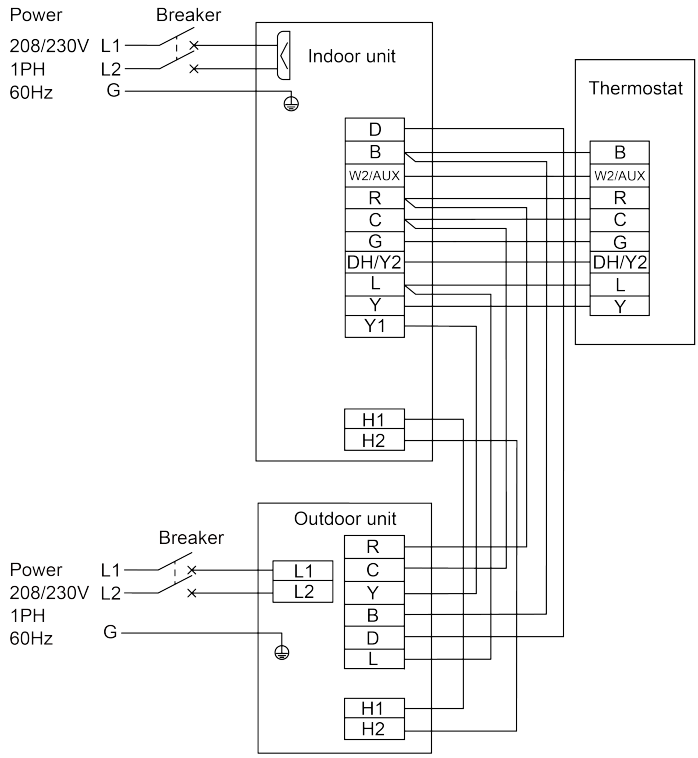 Power Breaker
208/230V L1
1PH L2
60Hz G
Indoor unit
D
B
W2/AUX
R
C
G
DH/Y2
L
Y
Y1
H1
H2
Thermostat
B
W2/AUX
R
C
G
DH/Y2
L
Y
Outdoor unit
Breaker
Power L1
208/230V L2
1PH
60Hz G
L1
L2
R
C
Y
B
D
L
H1
H2